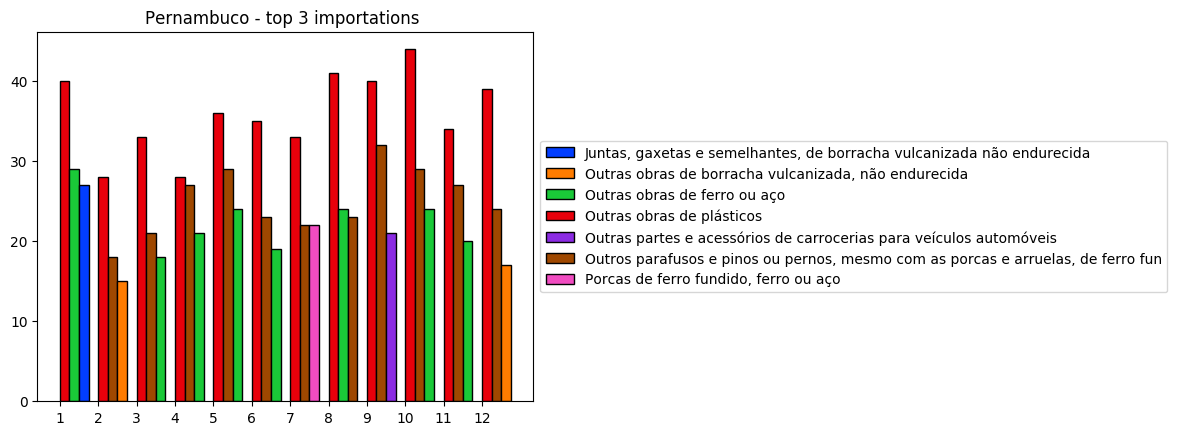 Pernambuco - top 3 importations
40
30
20
10
0
1 2 3 4 5 6 7 8 9 10 11 12
Juntas, gaxetas e semelhantes, de borracha vulcanizada não endurecida
Outras obras de borracha vulcanizada, não endurecida
Outras obras de ferro ou aço
Outras obras de plásticos
Outras partes e acessórios de carrocerias para veículos automóveis
Outros parafusos e pinos ou pernos, mesmo com as porcas e arruelas, de ferro fun
Porcas de ferro fundido, ferro ou aço